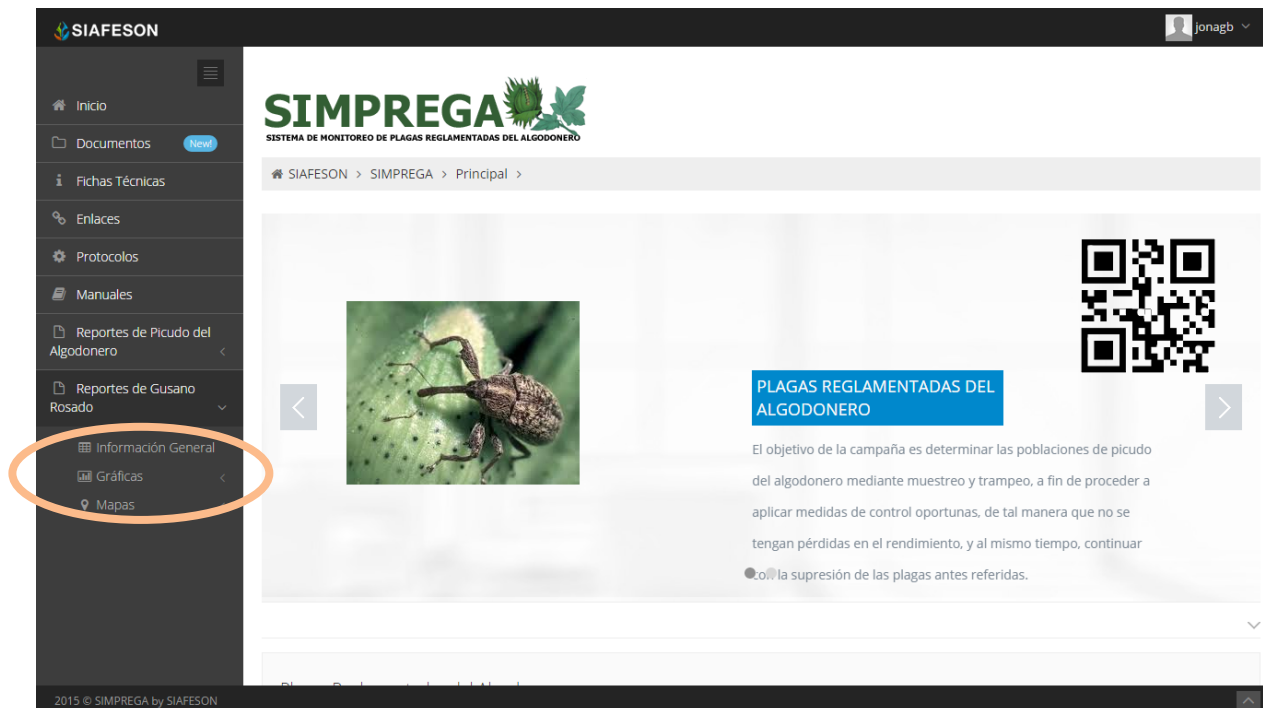 SIAFESON
jonagb
Inicio
Documentos New!
Fichas Técnicas
Enlaces
Protocolos
Manuales
Reportes de Picudo del
Algodonero
Reportes de Gusano
Rosado
Información General
Gráficas
Mapas
SIMPREGA
SISTEMA DE MONITOREO DE PLAGAS REGLAMENTADAS DEL ALGODONERO
SIAFESON > SIMPREGA > Principal >
PLAGAS REGLAMENTADAS DEL
ALGODONERO
El objetivo de la campaña es determinar las poblaciones de picudo
del algodonero mediante muestreo y trampeo, a fin de proceder a
aplicar medidas de control oportunas, de tal manera que no se
tengan pérdidas en el rendimiento, y al mismo tiempo, continuar
con la supresión de las plagas antes referidas.
2015 © SIMPREGA by SIAFESON